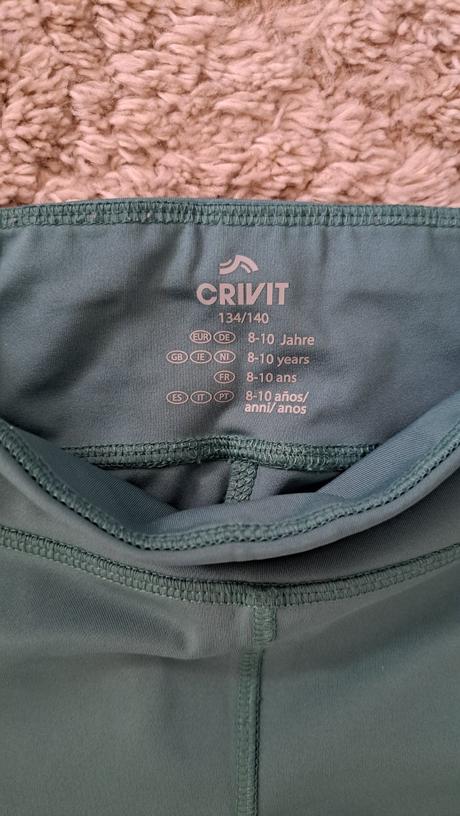 CRIVIT
134/140
EUR DE 8-10 Jahre
GB IE NI 8-10 years
FR 8-10 ans
ES IT PT 8-10 años/
anni/anos